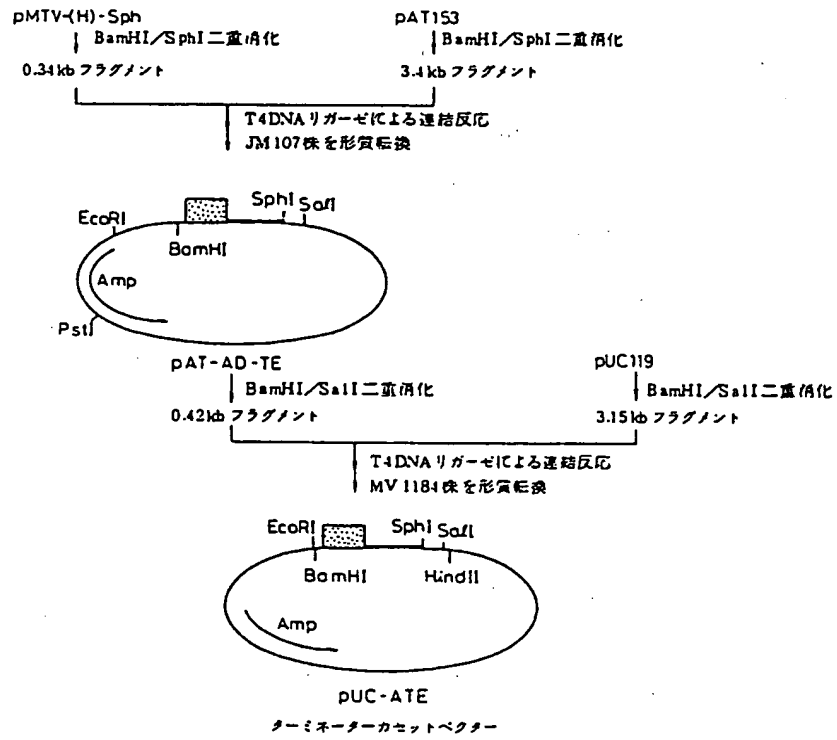 pMTV-(H)-Sph
pAT153
BamHI/SphI二重消化
BamHI/SphI二重消化
0.34kb フラグメント
3.4kb フラグメント
T4DNAリガーゼによる連結反応
JM107株を形質転換
EcoRI
SphI
SalI
BamHI
Amp
PstI
pAT-AD-TE
pUC119
BamHI/SalI二重消化
BamHI/SalI二重消化
0.42kb フラグメント
3.15kb フラグメント
T4DNAリガーゼによる連結反応
MV1184株を形質転換
EcoRI
SphI
SalI
BamHI
HindII
Amp
pUC-ATE
ターミネーターカセットベクター